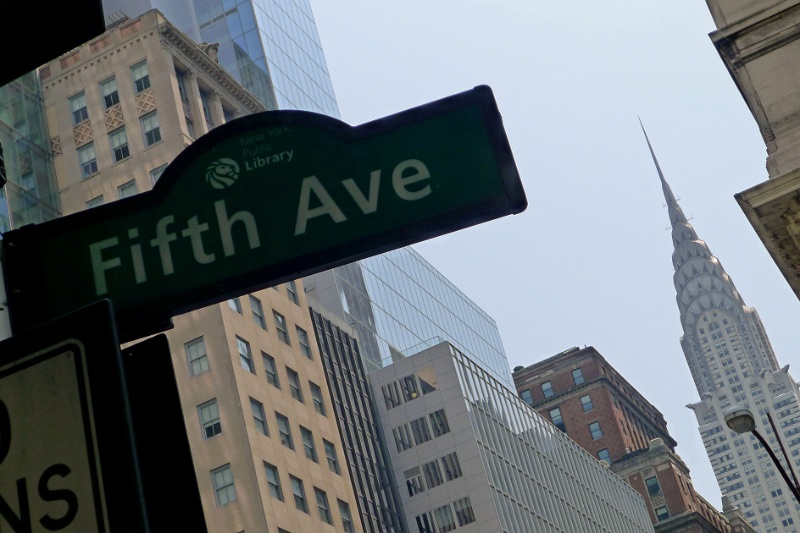 New York
Public
Library
Fifth Ave
NS